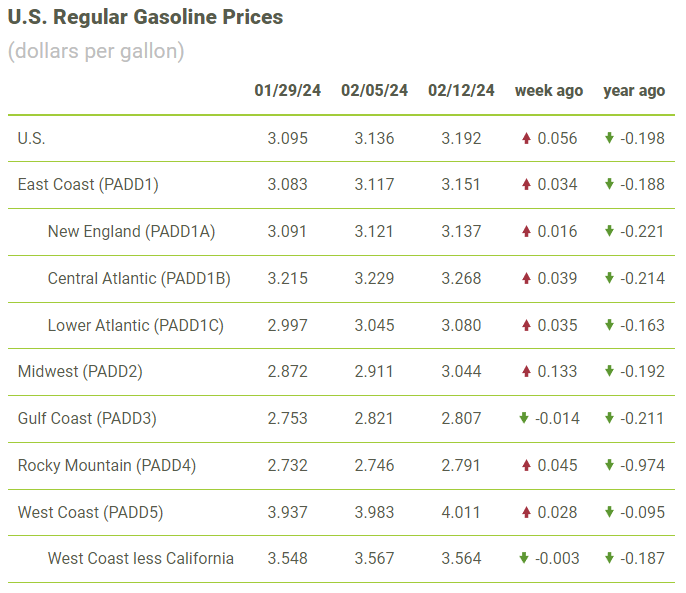 U.S. Regular Gasoline Prices
(dollars per gallon)
01/29/24 02/05/24 02/12/24 week ago year ago
U.S. 3.095 3.136 3.192 0.056 -0.198
East Coast (PADD1) 3.083 3.117 3.151 0.034 -0.188
New England (PADD1A) 3.091 3.121 3.137 0.016 -0.221
Central Atlantic (PADD1B) 3.215 3.229 3.268 0.039 -0.214
Lower Atlantic (PADD1C) 2.997 3.045 3.080 0.035 -0.163
Midwest (PADD2) 2.872 2.911 3.044 0.133 -0.192
Gulf Coast (PADD3) 2.753 2.821 2.807 -0.014 -0.211
Rocky Mountain (PADD4) 2.732 2.746 2.791 0.045 -0.974
West Coast (PADD5) 3.937 3.983 4.011 0.028 -0.095
West Coast less California 3.548 3.567 3.564 -0.003 -0.187